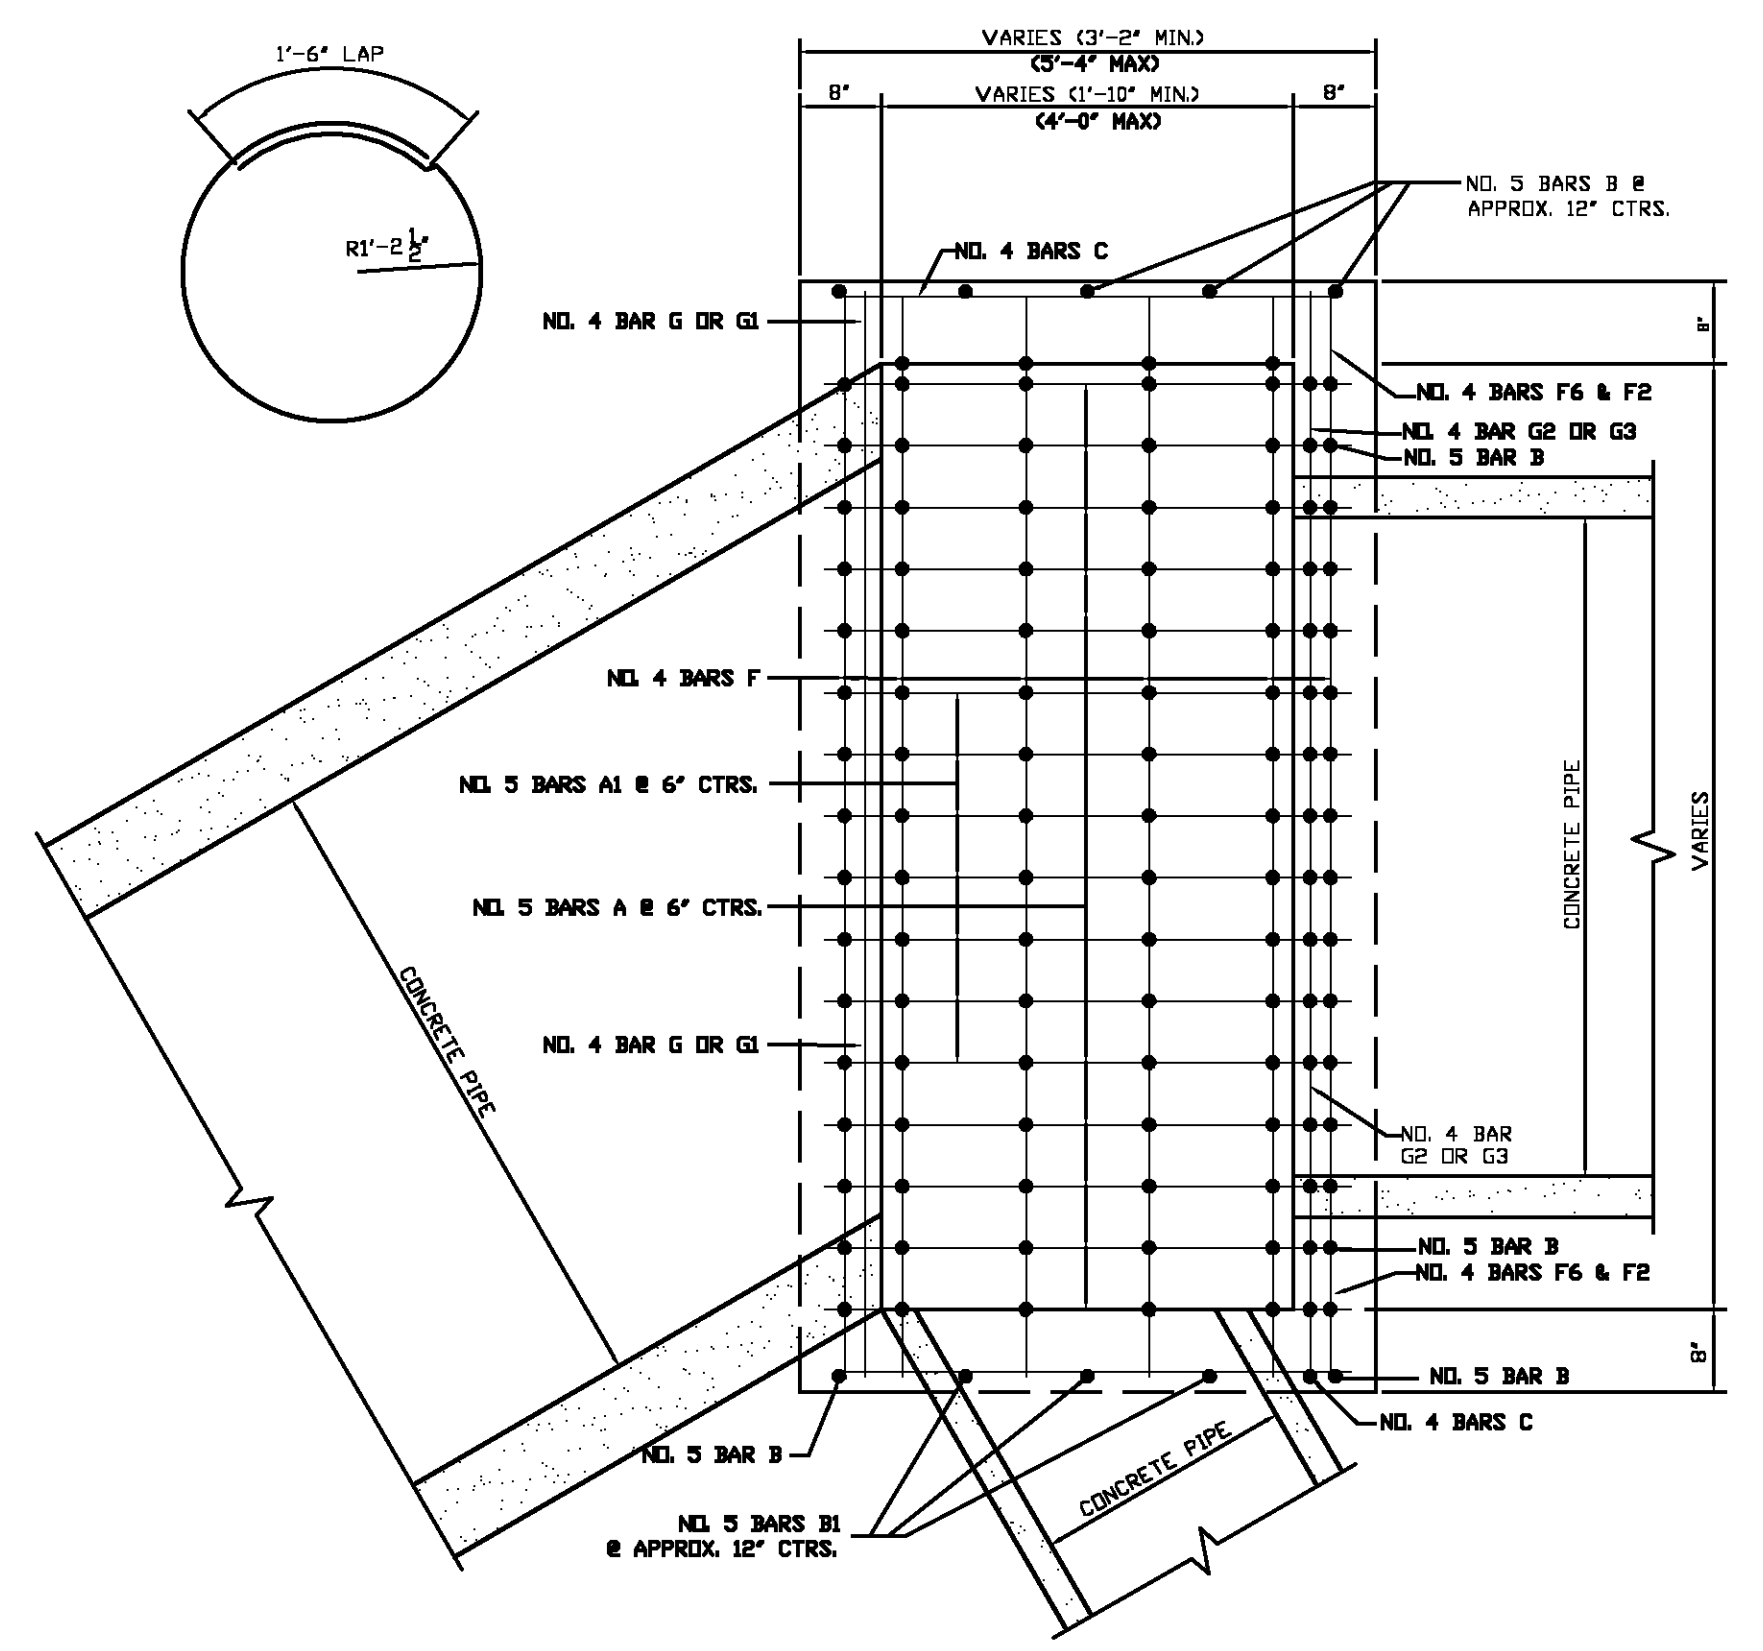 1'-6" LAP
R1'-2 1/2"
VARIES (3'-2" MIN.)
(5'-4" MAX)
8"
VARIES (1'-10" MIN.)
(4'-0" MAX)
8"
NO. 5 BARS B @
APPROX. 12" CTRS.
NO. 4 BARS C
NO. 4 BAR G OR G1
8"
NO. 4 BARS F6 & F2
NO. 4 BAR G2 OR G3
NO. 5 BAR B
NO. 4 BARS F
NO. 5 BARS A1 @ 6" CTRS.
CONCRETE PIPE
VARIES
NO. 5 BARS A @ 6" CTRS.
CONCRETE PIPE
NO. 4 BAR G OR G1
NO. 4 BAR
G2 OR G3
NO. 5 BAR B
NO. 4 BARS F6 & F2
8"
NO. 5 BAR B
NO. 4 BARS C
NO. 5 BAR B
CONCRETE PIPE
NO. 5 BARS B1
@ APPROX. 12" CTRS.